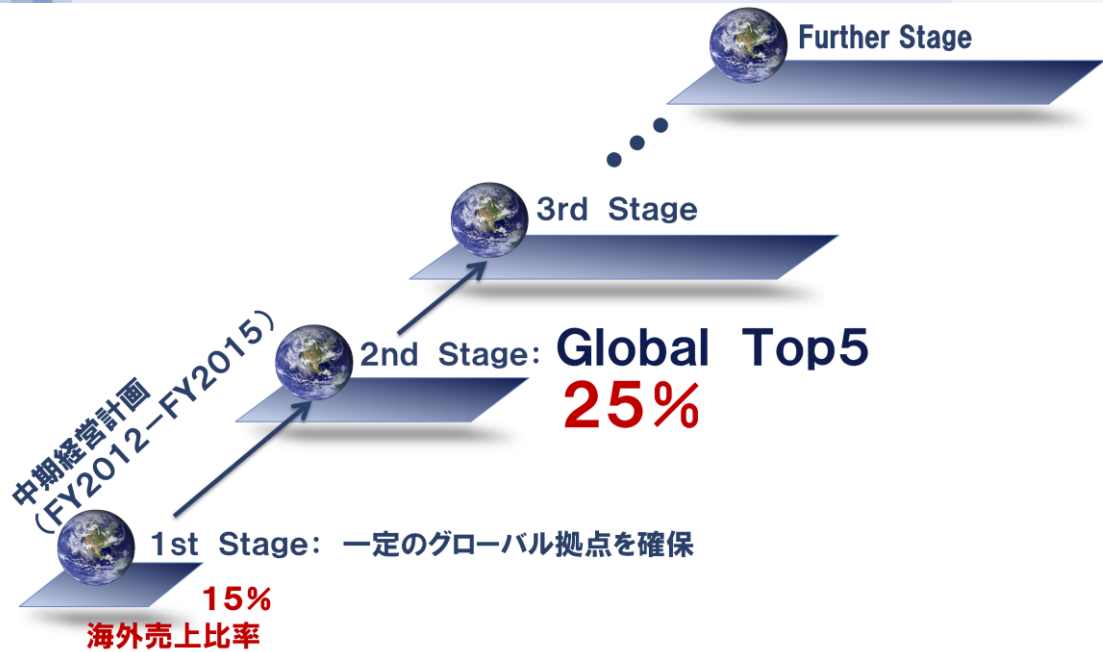 Further Stage
3rd Stage
2nd Stage: Global Top5
25%
中期経営計画
(FY2012－FY2015)
1st Stage: 一定のグローバル拠点を確保
15%
海外売上比率